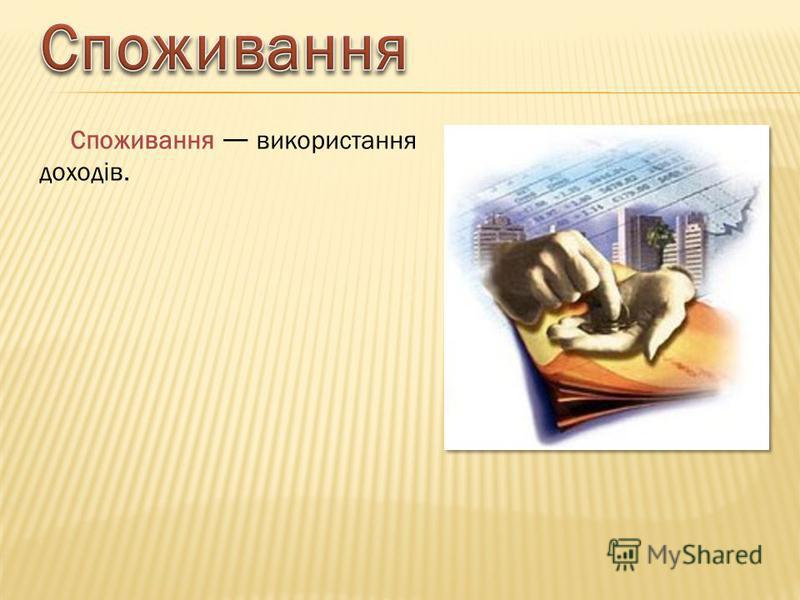 Споживання
Споживання — використання
доходів.
MyShared